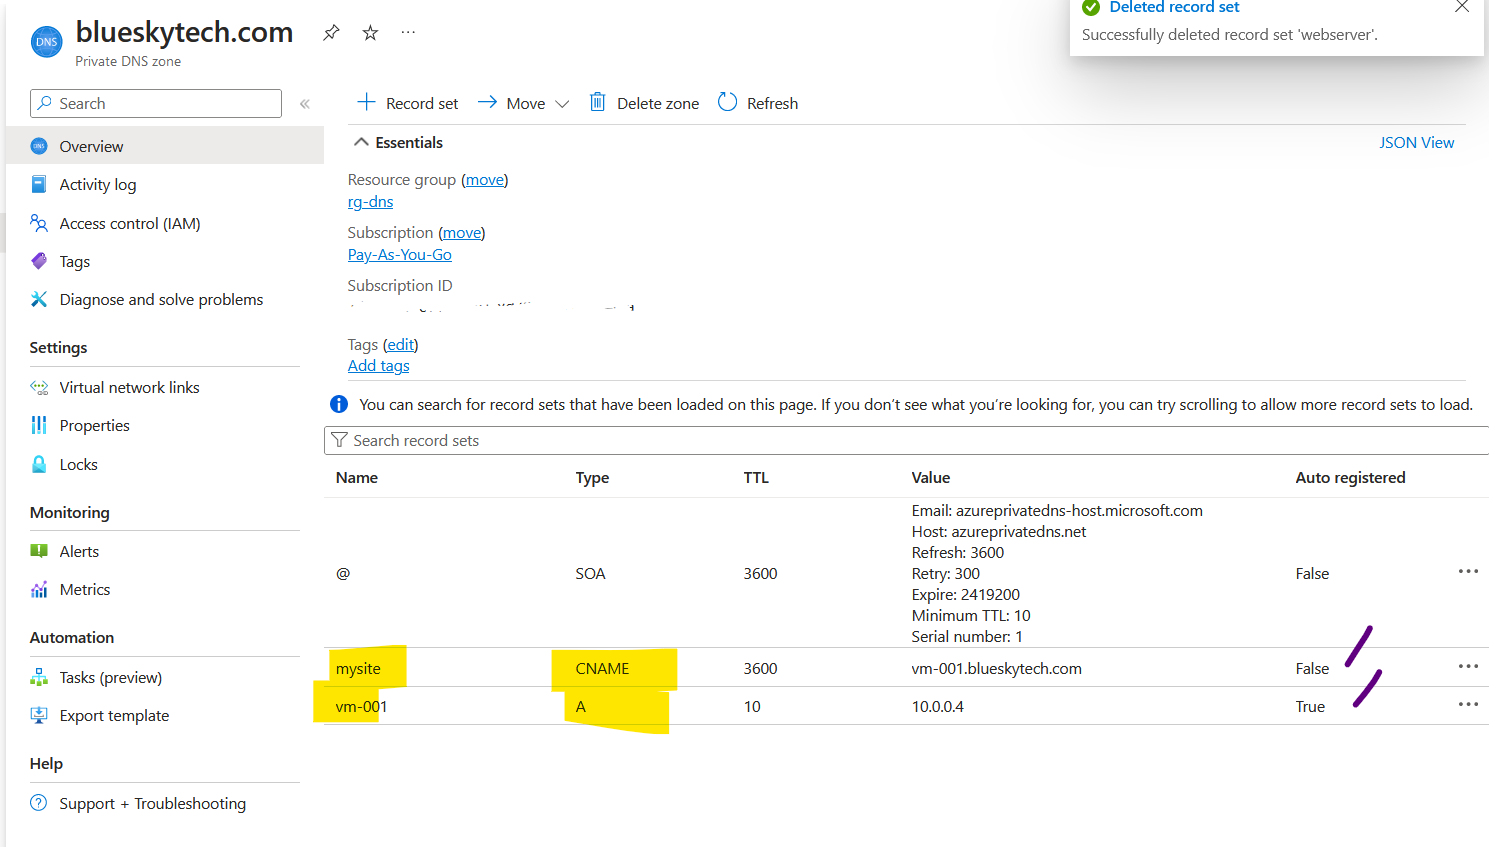 blueskytech.com
Private DNS zone
Deleted record set
Successfully deleted record set 'webserver'.
Search
«
Record set
Move
Delete zone
Refresh
Overview
Activity log
Access control (IAM)
Tags
Diagnose and solve problems
Settings
Virtual network links
Properties
Locks
Monitoring
Alerts
Metrics
Automation
Tasks (preview)
Export template
Help
Support + Troubleshooting
Essentials
JSON View
Resource group (move)
rg-dns
Subscription (move)
Pay-As-You-Go
Subscription ID
Tags (edit)
Add tags
You can search for record sets that have been loaded on this page. If you don't see what you're looking for, you can try scrolling to allow more record sets to load.
Search record sets
Name Type TTL Value Auto registered
Email: azureprivatedns-host.microsoft.com
Host: azureprivatedns.net
Refresh: 3600
@ SOA 3600 Retry: 300 False
Expire: 2419200
Minimum TTL: 10
Serial number: 1
mysite CNAME 3600 vm-001.blueskytech.com False
vm-001 A 10 10.0.0.4 True